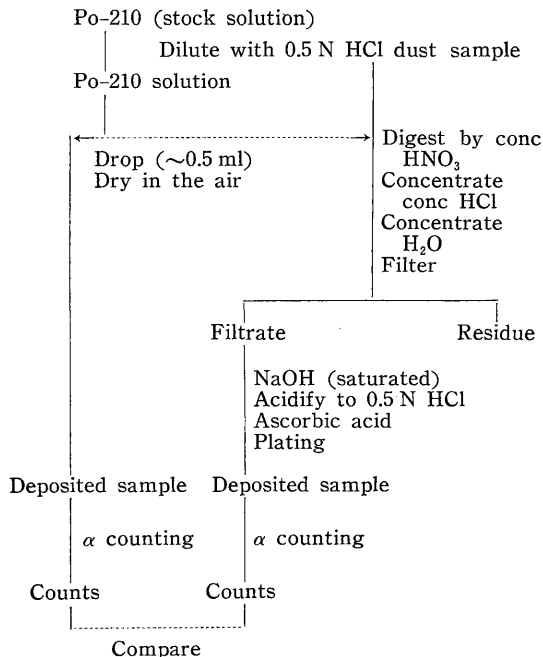 Po-210 (stock solution)
Dilute with 0.5 N HCl dust sample
Po-210 solution
Drop (~0.5 ml)
Dry in the air
Digest by conc
HNO₃
Concentrate
conc HCl
Concentrate
H₂O
Filter
Filtrate
Residue
NaOH (saturated)
Acidify to 0.5 N HCl
Ascorbic acid
Plating
Deposited sample
Deposited sample
α counting
α counting
Counts
Counts
Compare